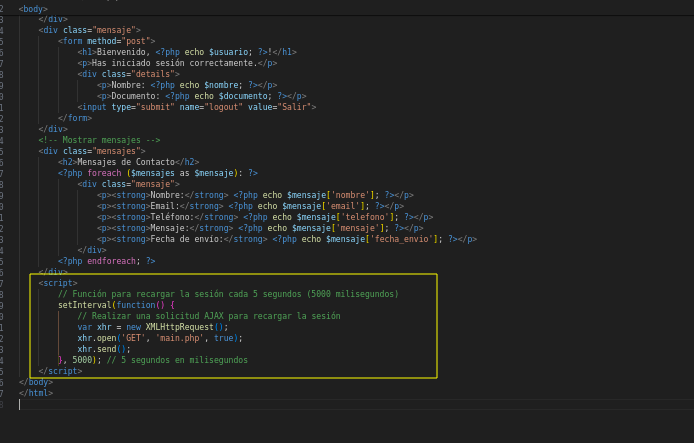 2 <body>
3 </div>
4 <div class="mensaje">
5 <form method="post">
6 <h1>Bienvenido, <?php echo $usuario; ?>!</h1>
7 <p>Has iniciado sesión correctamente.</p>
8 <div class="details">
9 <p>Nombre: <?php echo $nombre; ?></p>
0 <p>Documento: <?php echo $documento; ?></p>
1 <input type="submit" name="logout" value="Salir">
2 </form>
3 </div>
4 <!-- Mostrar mensajes -->
5 <div class="mensajes">
6 <h2>Mensajes de Contacto</h2>
7 <?php foreach ($mensajes as $mensaje): ?>
8 <div class="mensaje">
9 <p><strong>Nombre:</strong> <?php echo $mensaje['nombre']; ?></p>
0 <p><strong>Email:</strong> <?php echo $mensaje['email']; ?></p>
1 <p><strong>Teléfono:</strong> <?php echo $mensaje['telefono']; ?></p>
2 <p><strong>Mensaje:</strong> <?php echo $mensaje['mensaje']; ?></p>
3 <p><strong>Fecha de envío:</strong> <?php echo $mensaje['fecha_envio']; ?></p>
4 </div>
5 <?php endforeach; ?>
6 </div>
7 <script>
8 // Función para recargar la sesión cada 5 segundos (5000 milisegundos)
9 setInterval(function() {
0 // Realizar una solicitud AJAX para recargar la sesión
1 var xhr = new XMLHttpRequest();
2 xhr.open('GET', 'main.php', true);
3 xhr.send();
4 }, 5000); // 5 segundos en milisegundos
5 </script>
6 </body>
7 </html>
8